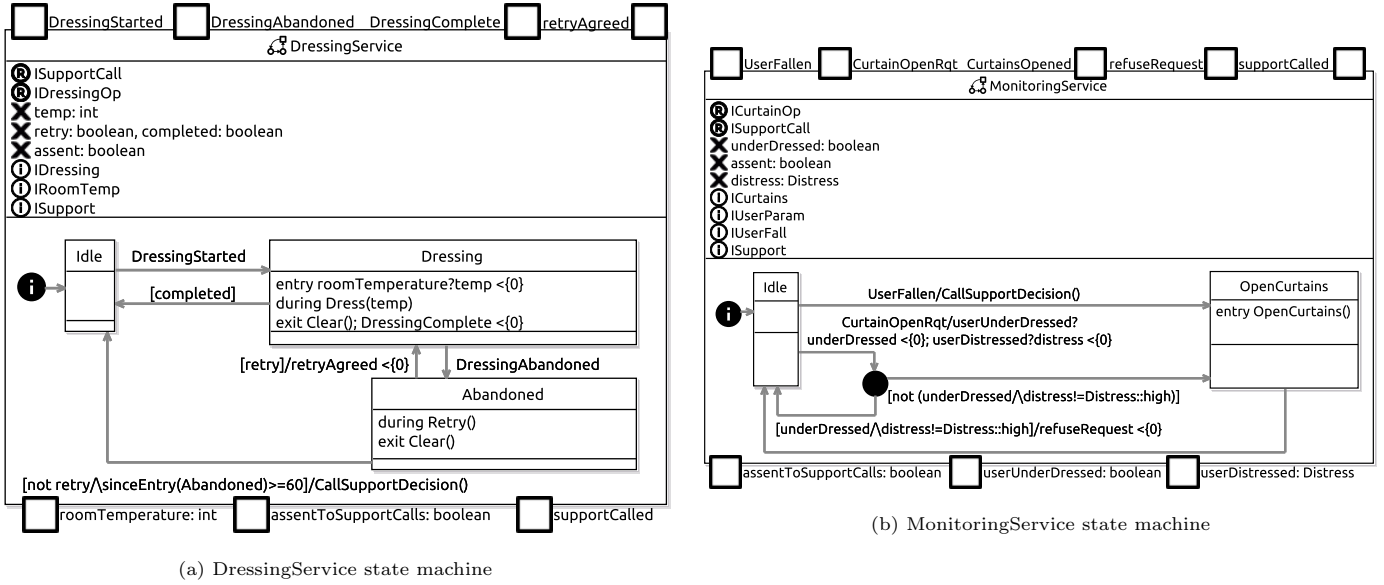 DressingStarted
DressingAbandoned
DressingComplete
retryAgreed
DressingService
R ISupportCall
R IDressingOp
temp: int
retry: boolean, completed: boolean
assent: boolean
i IDressing
i IRoomTemp
i ISupport
i
Idle
DressingStarted
[completed]
Dressing
entry roomTemperature?temp <{0}
during Dress(temp)
exit Clear(); DressingComplete <{0}
[retry]/retryAgreed <{0}
DressingAbandoned
Abandoned
during Retry()
exit Clear()
[not retry/\sinceEntry(Abandoned)>=60]/CallSupportDecision()
roomTemperature: int
assentToSupportCalls: boolean
supportCalled
(a) DressingService state machine
UserFallen
CurtainOpenRqt
CurtainsOpened
refuseRequest
supportCalled
MonitoringService
R ICurtainOp
R ISupportCall
underDressed: boolean
assent: boolean
distress: Distress
i ICurtains
i IUserParam
i IUserFall
i ISupport
i
Idle
UserFallen/CallSupportDecision()
CurtainOpenRqt/userUnderDressed?
underDressed <{0}; userDistressed?distress <{0}
OpenCurtains
entry OpenCurtains()
[not (underDressed/\distress!=Distress::high)]
[underDressed/\distress!=Distress::high]/refuseRequest <{0}
assentToSupportCalls: boolean
userUnderDressed: boolean
userDistressed: Distress
(b) MonitoringService state machine